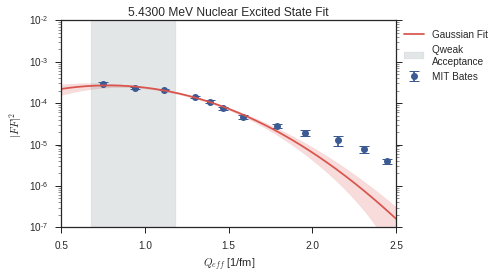 5.4300 MeV Nuclear Excited State Fit
10⁻²
10⁻³
10⁻⁴
10⁻⁵
10⁻⁶
10⁻⁷
|FF|²
0.5 1.0 1.5 2.0 2.5
Q_eff [1/fm]
Gaussian Fit
Qweak
Acceptance
MIT Bates